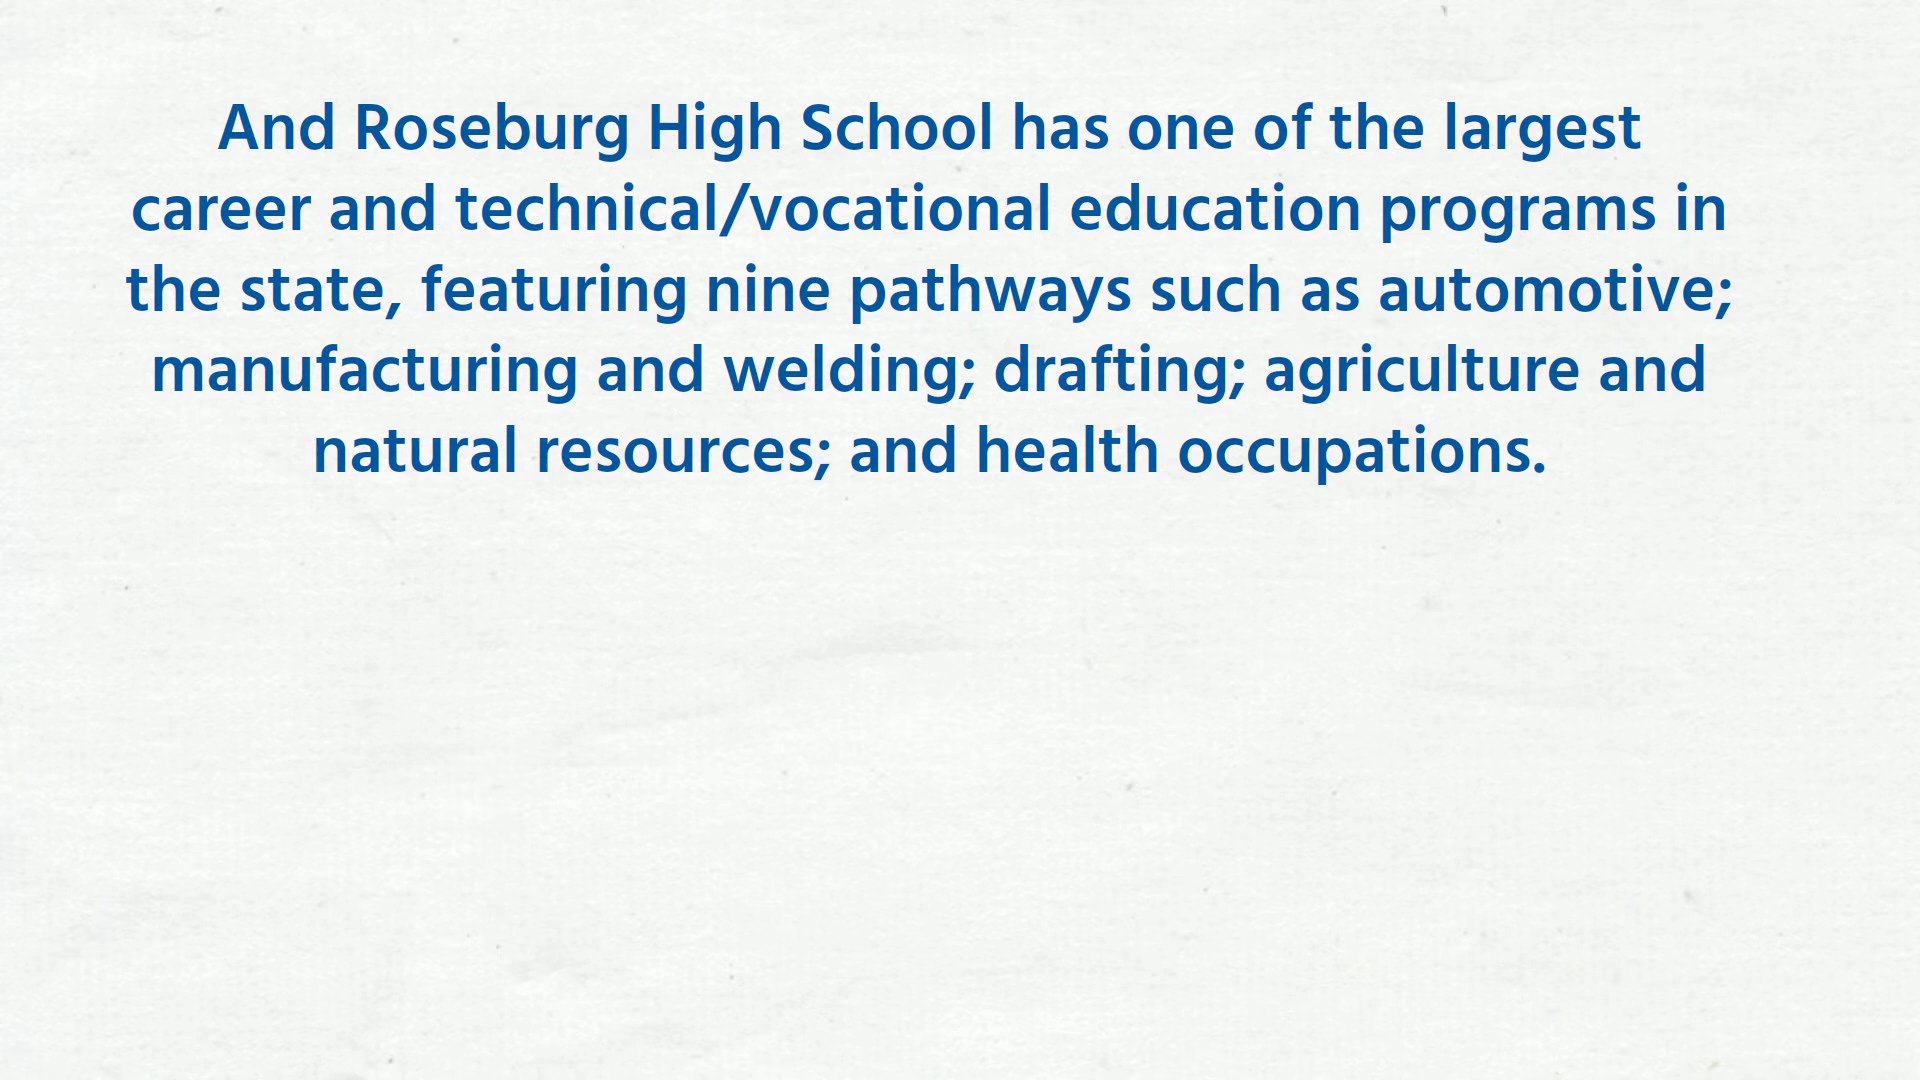 And Roseburg High School has one of the largest
career and technical/vocational education programs in
the state, featuring nine pathways such as automotive;
manufacturing and welding; drafting; agriculture and
natural resources; and health occupations.